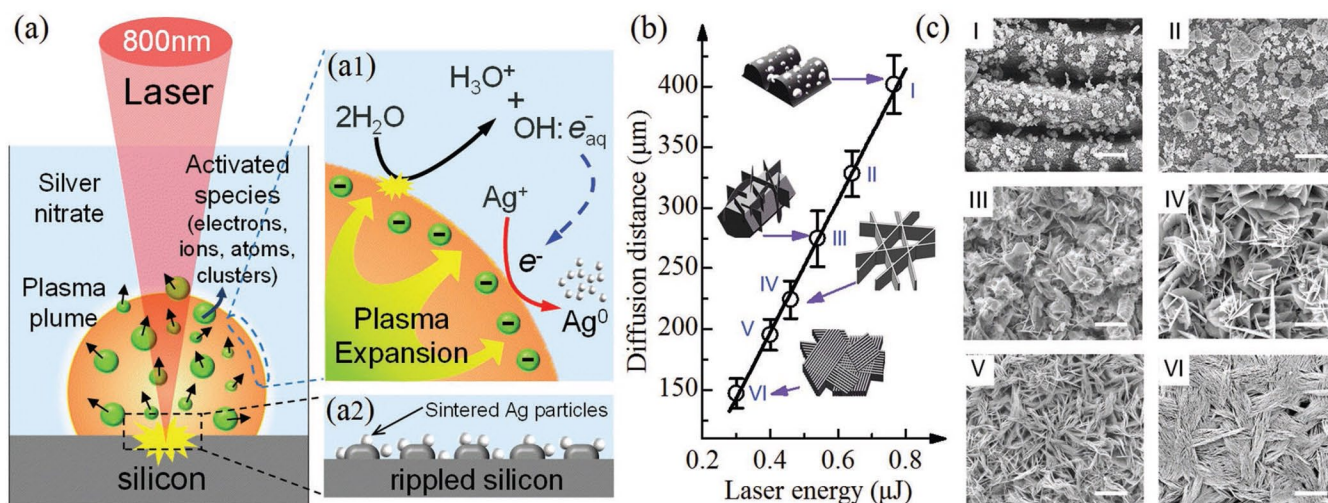 (a)
800nm
Laser
Silver
nitrate
Activated
species
(electrons,
ions, atoms,
clusters)
Plasma
plume
silicon
(a1)
H₃O⁺
+
2H₂O
OH: e⁻aq
Ag⁺
e⁻
Ag⁰
Plasma
Expansion
(a2)
Sintered Ag particles
rippled silicon
(b)
Diffusion distance (μm)
400
350
300
250
200
150
I
II
III
IV
V
VI
0.2 0.4 0.6 0.8
Laser energy (μJ)
(c)
I
II
III
IV
V
VI